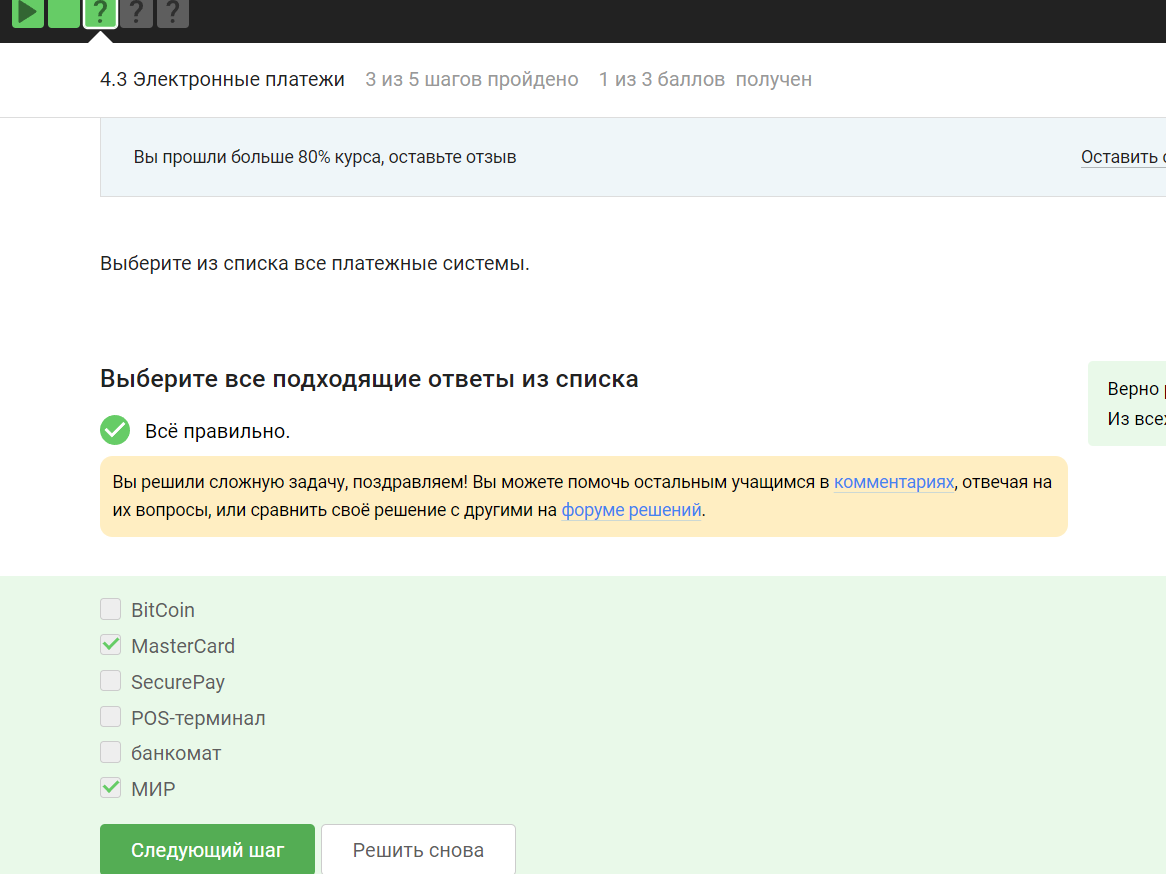 ? ? ?
4.3 Электронные платежи 3 из 5 шагов пройдено 1 из 3 баллов получен
Вы прошли больше 80% курса, оставьте отзыв Оставить
Выберите из списка все платежные системы.
Выберите все подходящие ответы из списка
Верно
Всё правильно.
Из
Вы решили сложную задачу, поздравляем! Вы можете помочь остальным учащимся в комментариях, отвечая на
их вопросы, или сравнить своё решение с другими на форуме решений.
BitCoin
MasterCard
SecurePay
POS-терминал
банкомат
МИР
Следующий шаг Решить снова